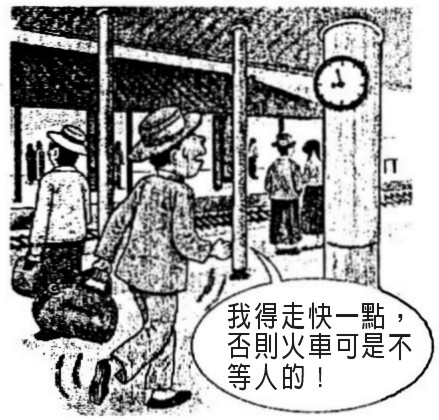 我得走快一點，
否則火車可是不
等人的！